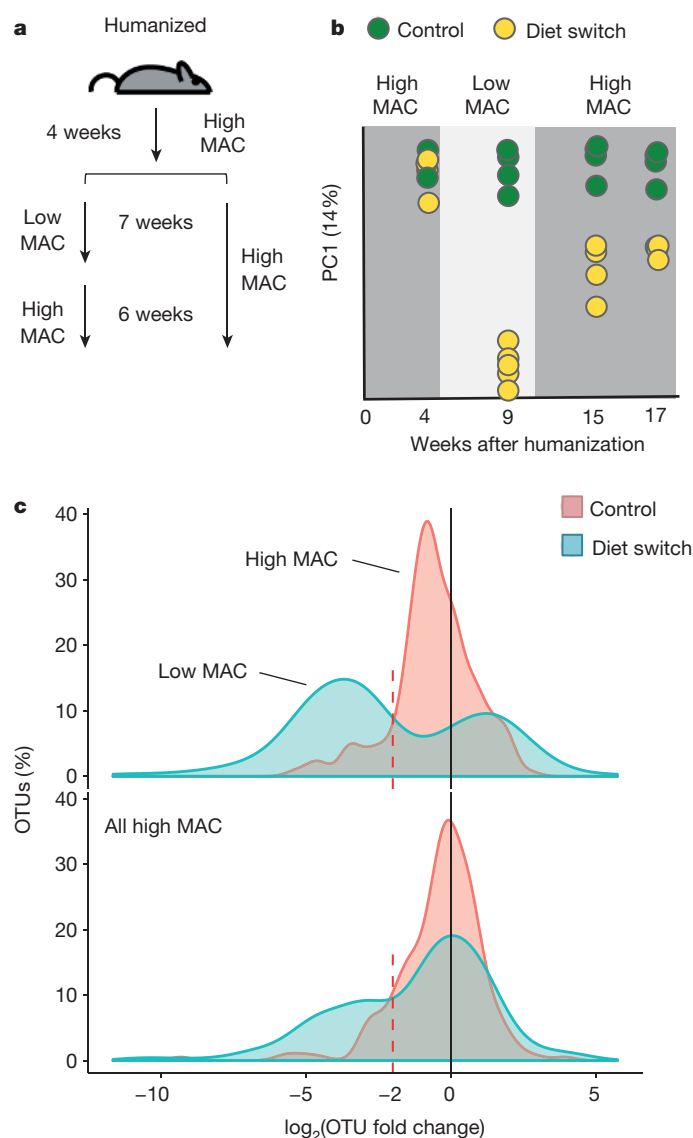 a
Humanized
4 weeks
High
MAC
Low
MAC
7 weeks
High
MAC
High
MAC
6 weeks
b
Control
Diet switch
High
MAC
Low
MAC
High
MAC
PC1 (14%)
0
4
9
15
17
Weeks after humanization
c
Control
Diet switch
High MAC
Low MAC
40
30
20
10
0
OTUs (%)
All high MAC
40
30
20
10
0
−10
−5
−2
0
5
log₂(OTU fold change)